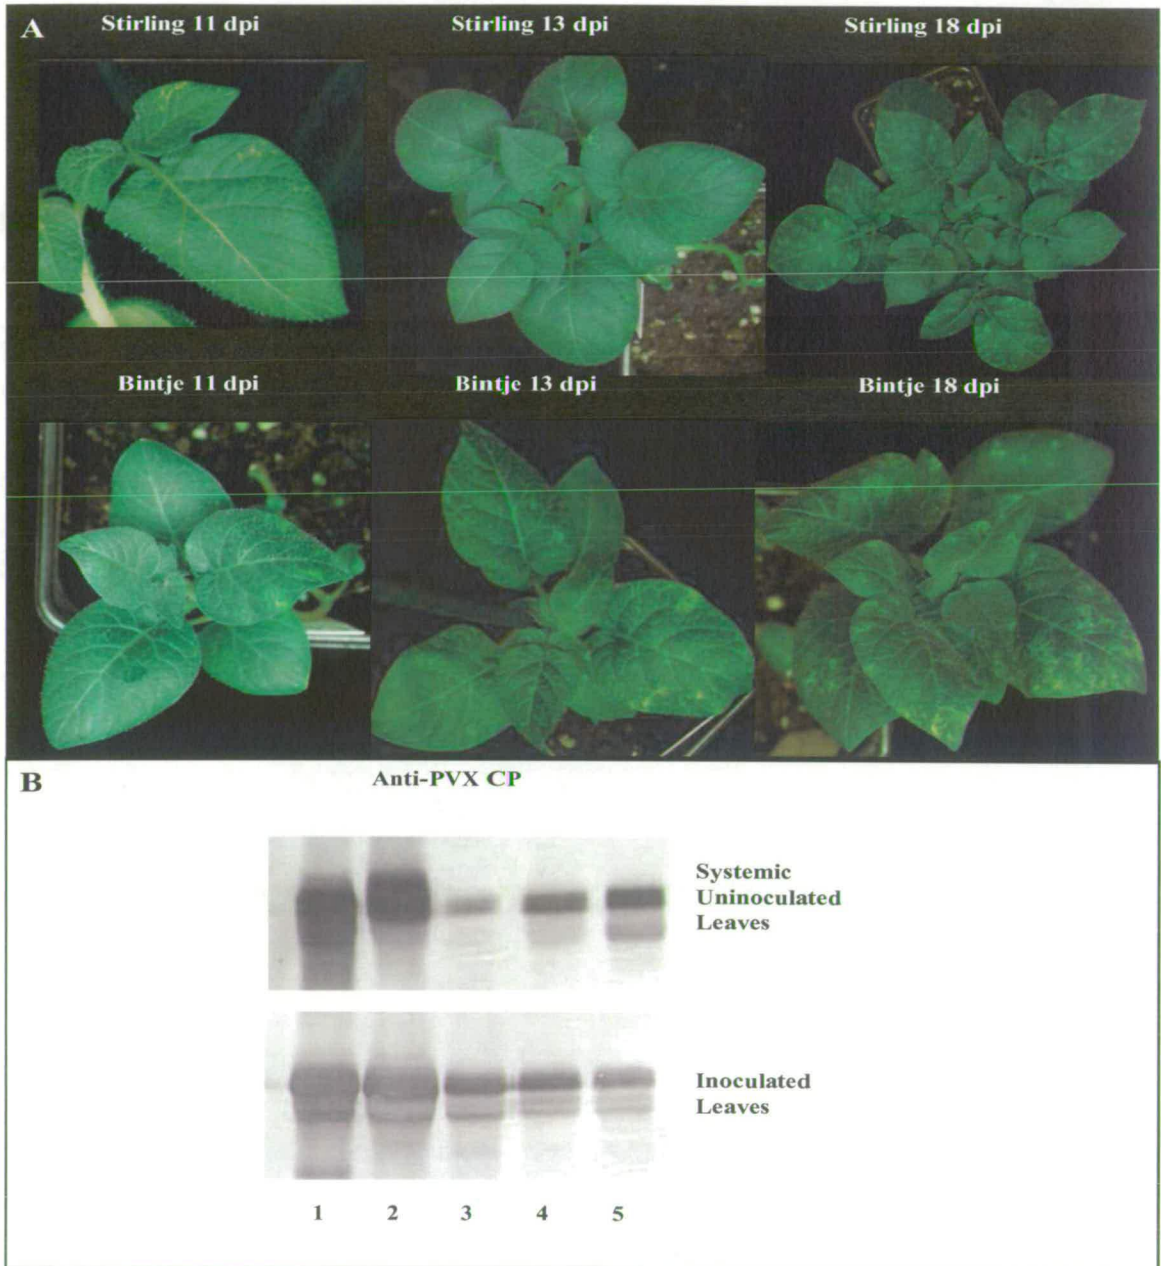 A
Stirling 11 dpi
Stirling 13 dpi
Stirling 18 dpi
Bintje 11 dpi
Bintje 13 dpi
Bintje 18 dpi
B
Anti-PVX CP
Systemic
Uninoculated
Leaves
Inoculated
Leaves
1 2 3 4 5